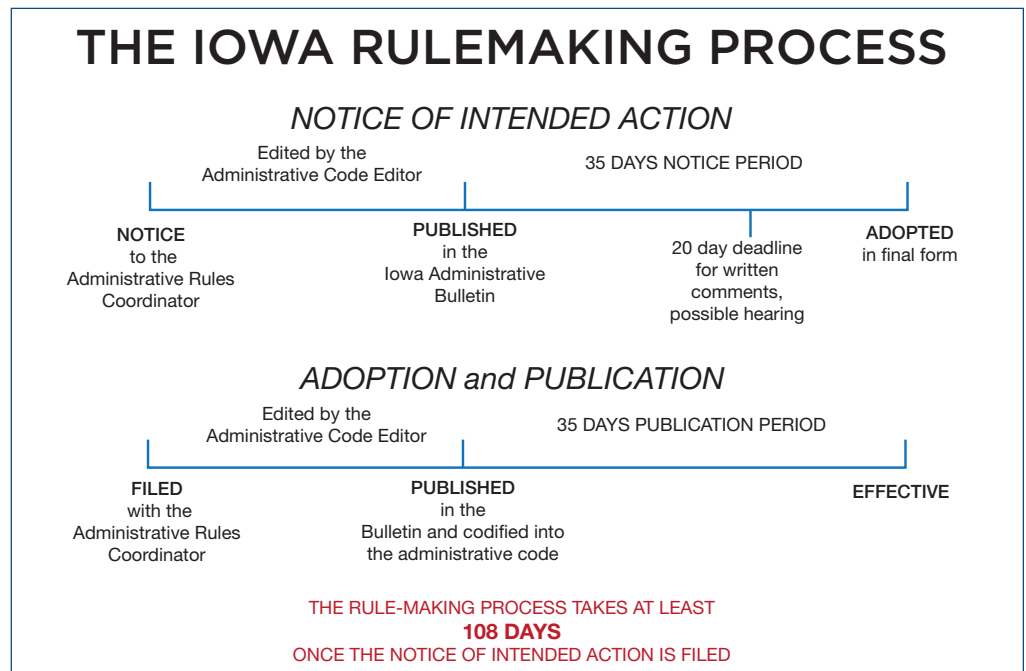 THE IOWA RULEMAKING PROCESS
NOTICE OF INTENDED ACTION
Edited by the
Administrative Code Editor
35 DAYS NOTICE PERIOD
NOTICE
to the
Administrative Rules
Coordinator
PUBLISHED
in the
Iowa Administrative
Bulletin
20 day deadline
for written
comments,
possible hearing
ADOPTED
in final form
ADOPTION and PUBLICATION
Edited by the
Administrative Code Editor
35 DAYS PUBLICATION PERIOD
FILED
with the
Administrative Rules
Coordinator
PUBLISHED
in the
Bulletin and codified into
the administrative code
EFFECTIVE
THE RULE-MAKING PROCESS TAKES AT LEAST
108 DAYS
ONCE THE NOTICE OF INTENDED ACTION IS FILED